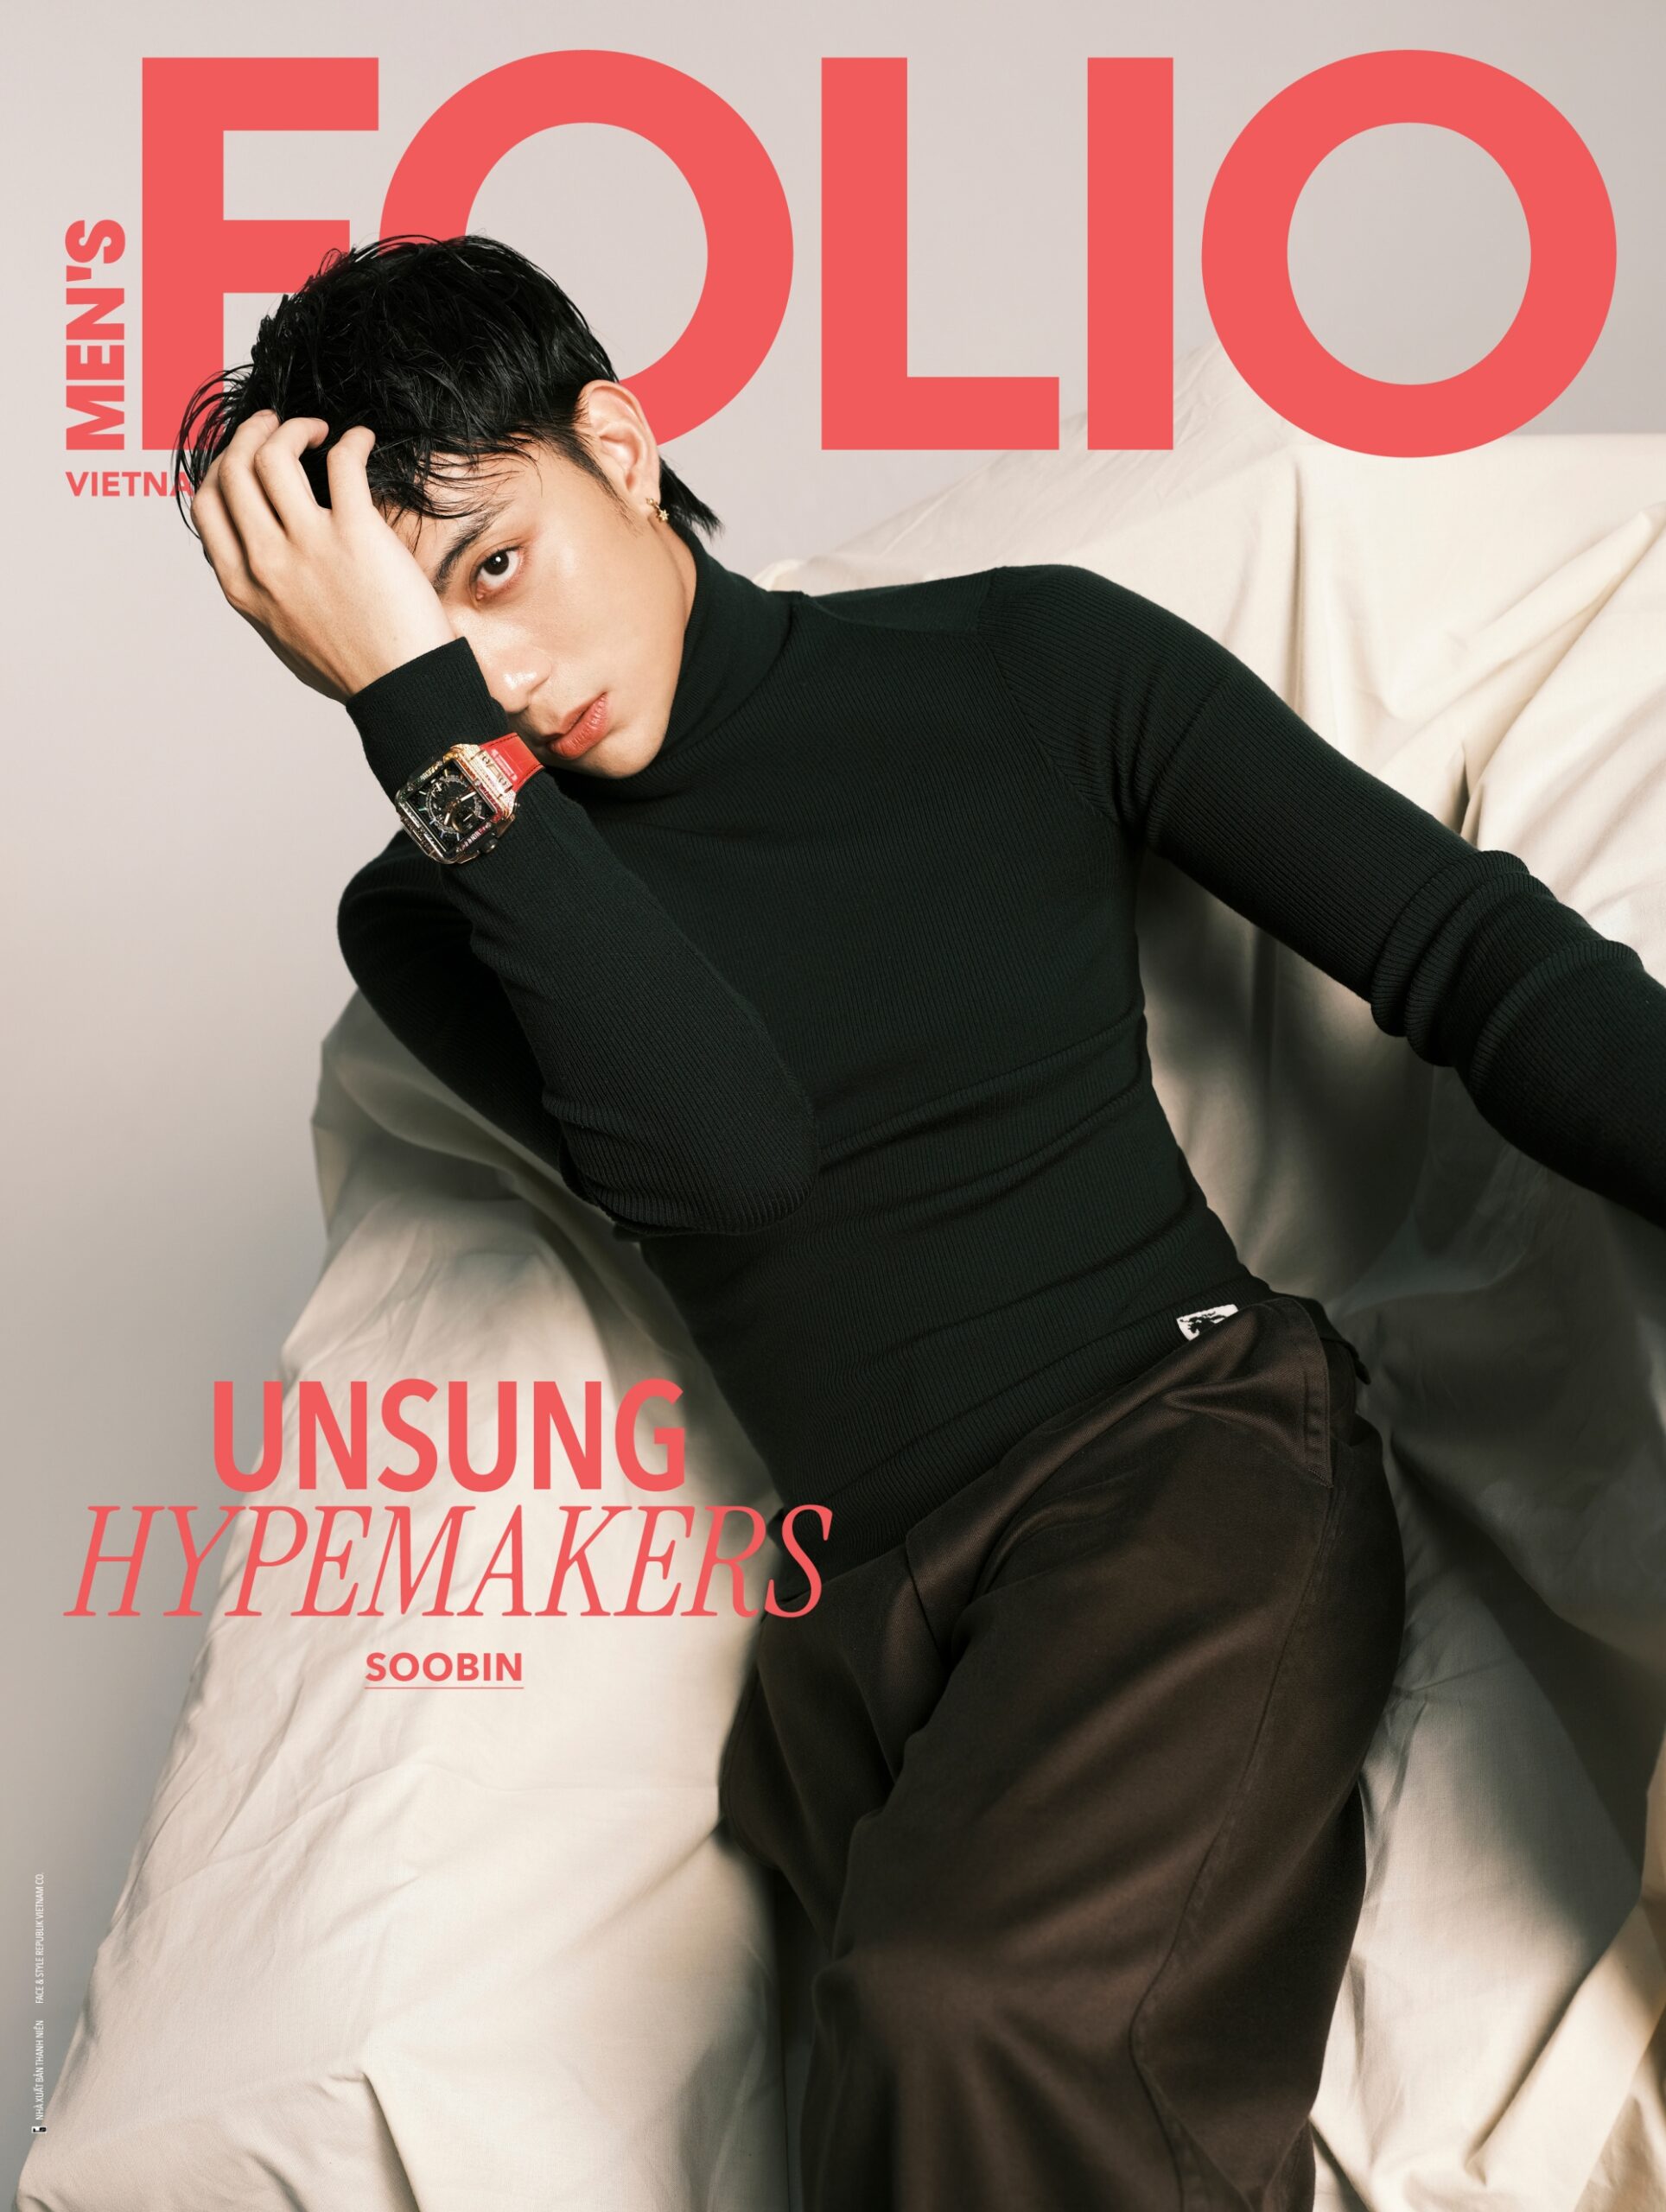 MEN'S
FOLIO
VIETNA
UNSUNG
HYPEMAKERS
SOOBIN
NHÀ XUẤT BẢN THANH NIÊN FACE & STYLE REPUBLIK VIETNAM CO.